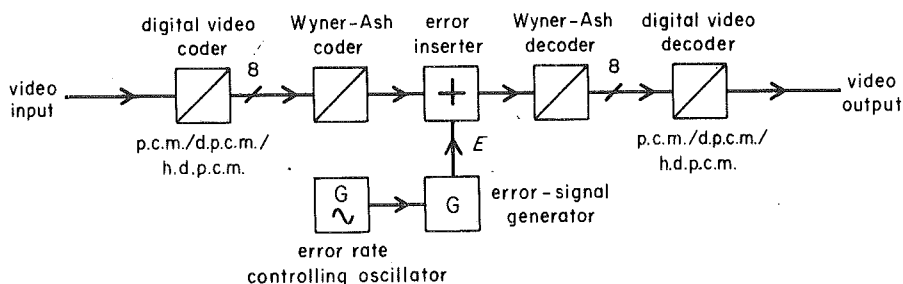 digital video
coder
Wyner-Ash
coder
error
inserter
Wyner-Ash
decoder
digital video
decoder
8
8
video
input
video
output
p.c.m./d.p.c.m./
h.d.p.c.m.
E
p.c.m./d.p.c.m./
h.d.p.c.m.
G
G
error-signal
generator
error rate
controlling oscillator